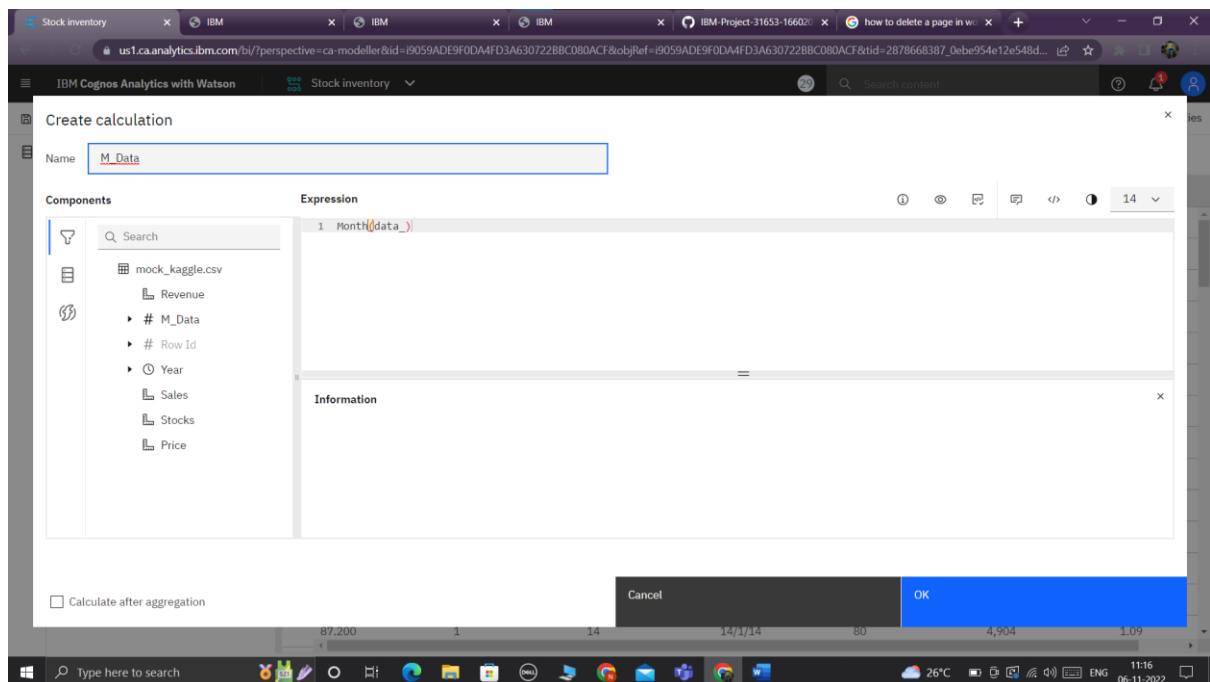 Stock inventory
IBM
IBM
IBM
IBM-Project-31653-16602
how to delete a page in wo
us1.ca.analytics.ibm.com/bi/?perspective=ca-modeller&id=i9059ADE9F0DA4FD3A630722BBC080ACF&objRef=i9059ADE9F0DA4FD3A630722BBC080ACF&tid=2878668387_0ebe954e12e548d...
IBM Cognos Analytics with Watson
Stock inventory
29
Search content
1
ies
Create calculation
Name
M_Data
Components
Expression
14
Search
1 Month(data_)
mock_kaggle.csv
Revenue
# M_Data
# Row Id
Year
Sales
Stocks
Price
Information
Calculate after aggregation
Cancel
OK
87.200 1 14 14/1/14 80 4,904 1.09
Type here to search
DELL
26°C
ENG
11:16
06-11-2022